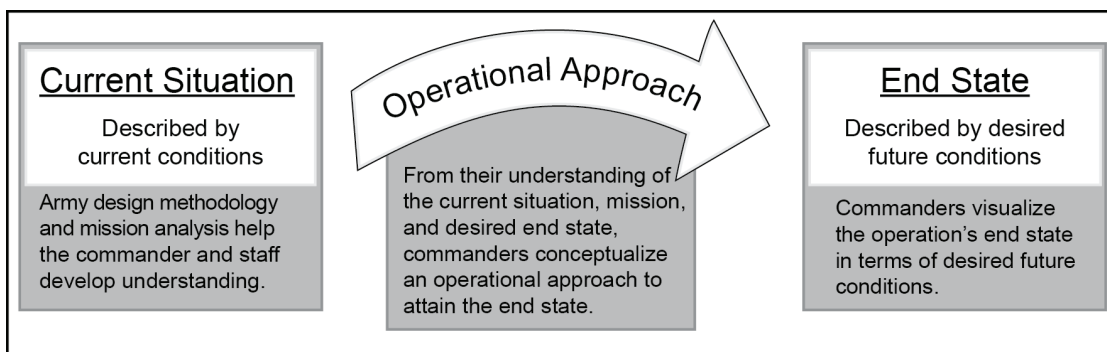 Current Situation
Described by
current conditions
Army design methodology
and mission analysis help
the commander and staff
develop understanding.
Operational Approach
From their understanding of
the current situation, mission,
and desired end state,
commanders conceptualize
an operational approach to
attain the end state.
End State
Described by desired
future conditions
Commanders visualize
the operation's end state
in terms of desired future
conditions.